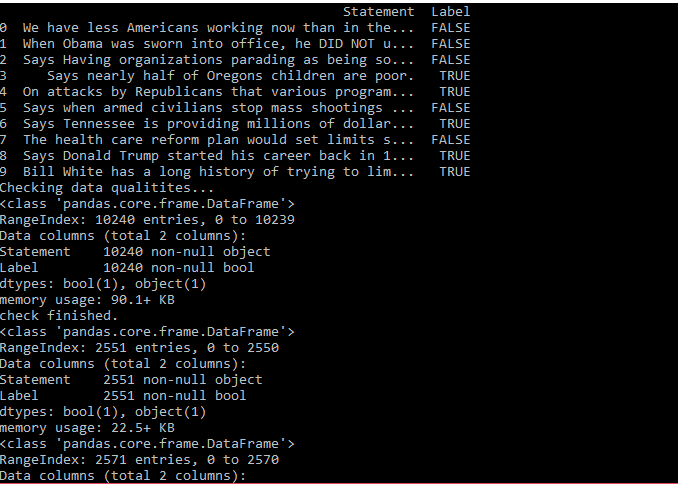 Statement  Label
0  We have less Americans working now than in the...  FALSE
1  When Obama was sworn into office, he DID NOT u...  FALSE
2  Says Having organizations parading as being so...  FALSE
3     Says nearly half of Oregons children are poor.   TRUE
4  On attacks by Republicans that various program...   TRUE
5  Says when armed civilians stop mass shootings ...  FALSE
6  Says Tennessee is providing millions of dollar...   TRUE
7  The health care reform plan would set limits s...  FALSE
8  Says Donald Trump started his career back in 1...   TRUE
9  Bill White has a long history of trying to lim...   TRUE
Checking data qualitites...
<class 'pandas.core.frame.DataFrame'>
RangeIndex: 10240 entries, 0 to 10239
Data columns (total 2 columns):
Statement    10240 non-null object
Label        10240 non-null bool
dtypes: bool(1), object(1)
memory usage: 90.1+ KB
check finished.
<class 'pandas.core.frame.DataFrame'>
RangeIndex: 2551 entries, 0 to 2550
Data columns (total 2 columns):
Statement    2551 non-null object
Label        2551 non-null bool
dtypes: bool(1), object(1)
memory usage: 22.5+ KB
<class 'pandas.core.frame.DataFrame'>
RangeIndex: 2571 entries, 0 to 2570
Data columns (total 2 columns):